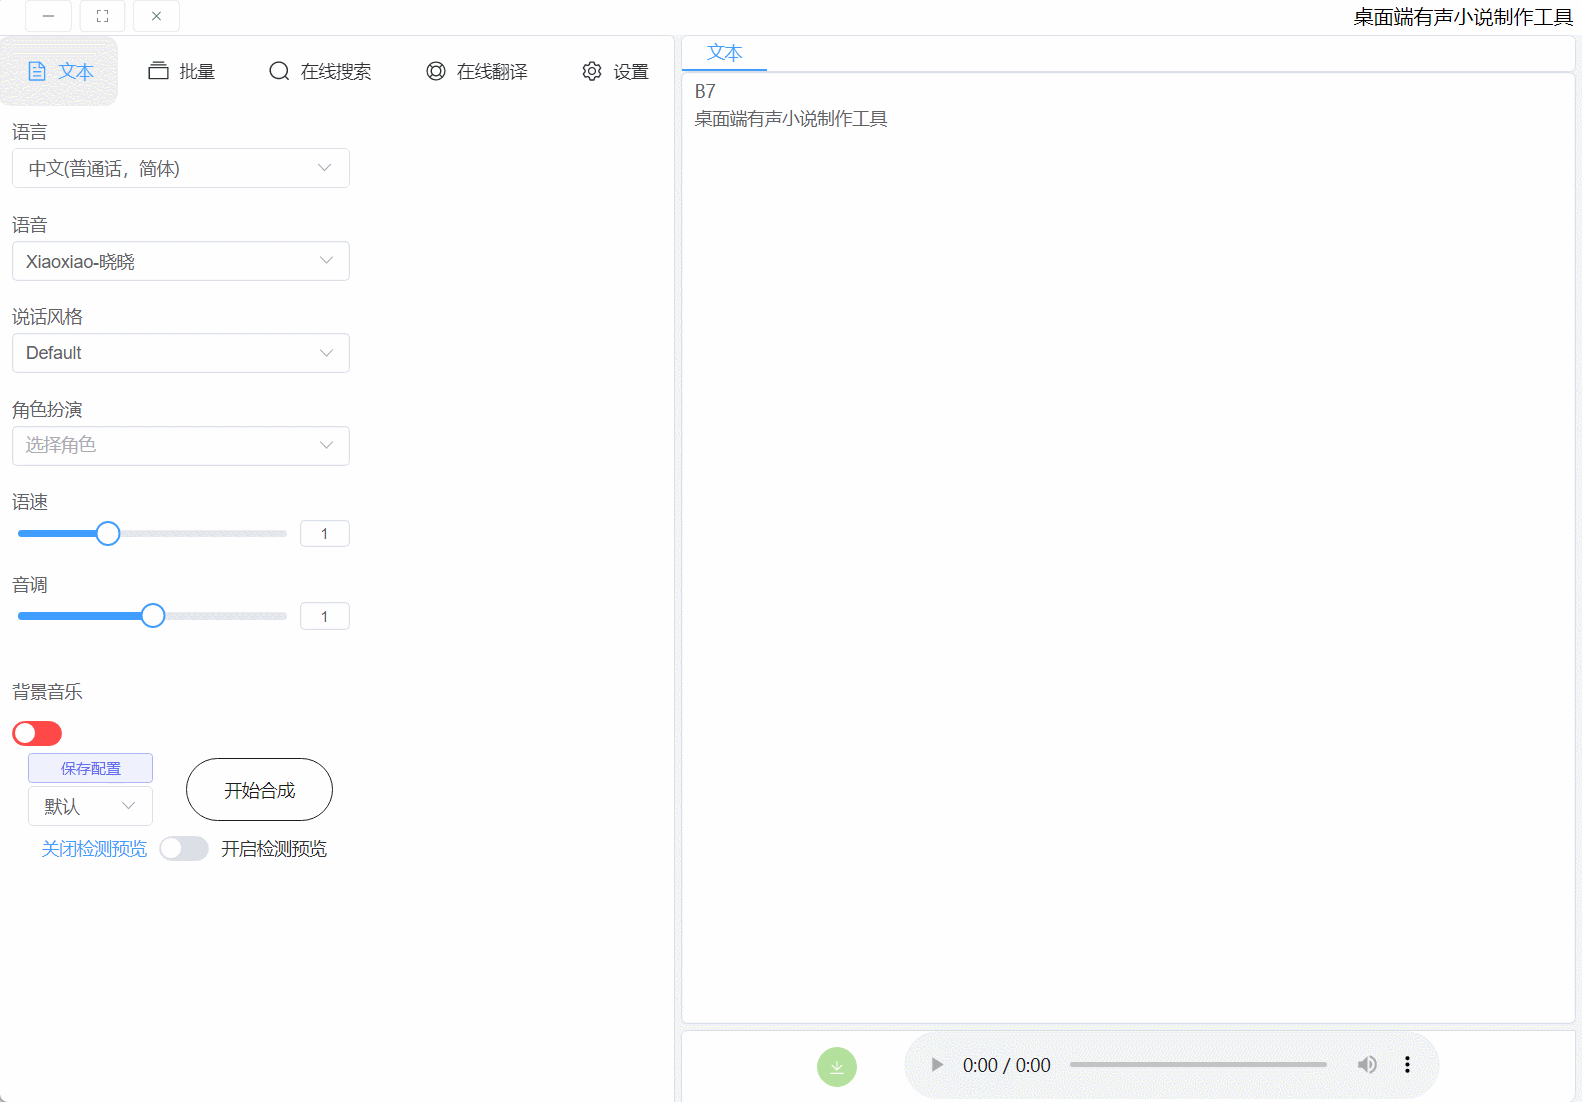 桌面端有声小说制作工具
文本 批量 在线搜索 在线翻译 设置
语言
中文(普通话，简体)
语音
Xiaoxiao-晓晓
说话风格
Default
角色扮演
选择角色
语速
1
音调
1
背景音乐
保存配置
默认
开始合成
关闭检测预览 开启检测预览
文本
B7
桌面端有声小说制作工具
0:00 / 0:00